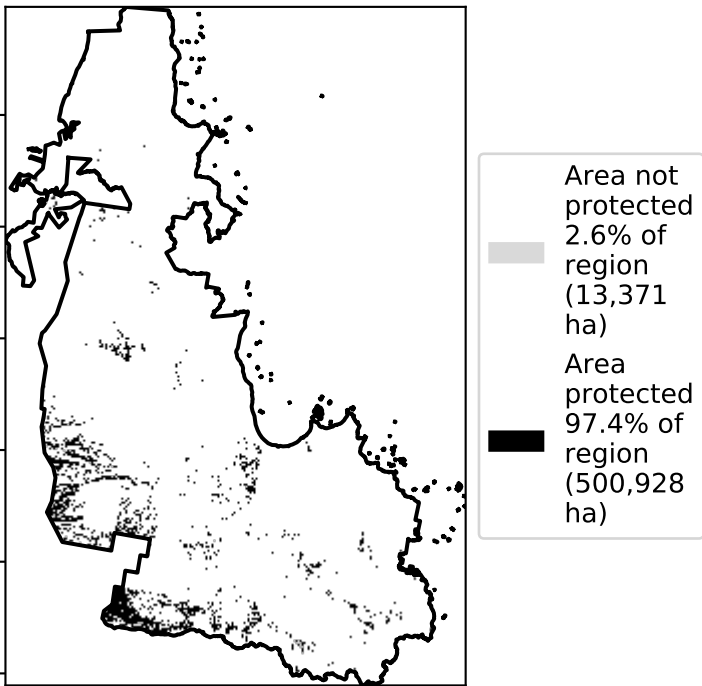 Area not
protected
2.6% of
region
(13,371
ha)
Area
protected
97.4% of
region
(500,928
ha)